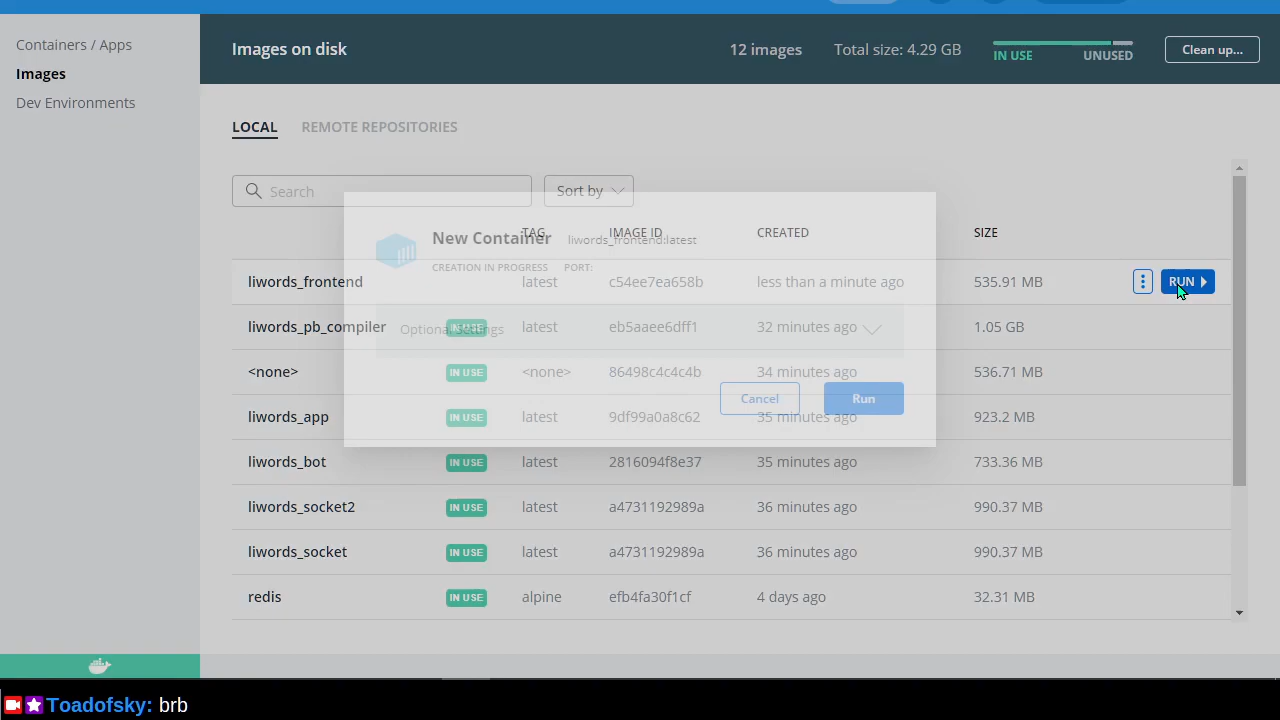 Containers / Apps
Images
Dev Environments
Images on disk
12 images
Total size: 4.29 GB
IN USE
UNUSED
Clean up...
LOCAL
REMOTE REPOSITORIES
Search
Sort by
New Container
liwords_frontend:latest
CREATION IN PROGRESS PORT:
Optional Settings
Cancel
Run
TAG IMAGE ID CREATED SIZE
liwords_frontend latest c54ee7ea658b less than a minute ago 535.91 MB RUN
liwords_pb_compiler IN USE latest eb5aaee6dff1 32 minutes ago 1.05 GB
<none> IN USE <none> 86498c4c4c4b 34 minutes ago 536.71 MB
liwords_app IN USE latest 9df99a0a8c62 35 minutes ago 923.2 MB
liwords_bot IN USE latest 2816094f8e37 35 minutes ago 733.36 MB
liwords_socket2 IN USE latest a4731192989a 36 minutes ago 990.37 MB
liwords_socket IN USE latest a4731192989a 36 minutes ago 990.37 MB
redis IN USE alpine efb4fa30f1cf 4 days ago 32.31 MB
Toadofsky: brb